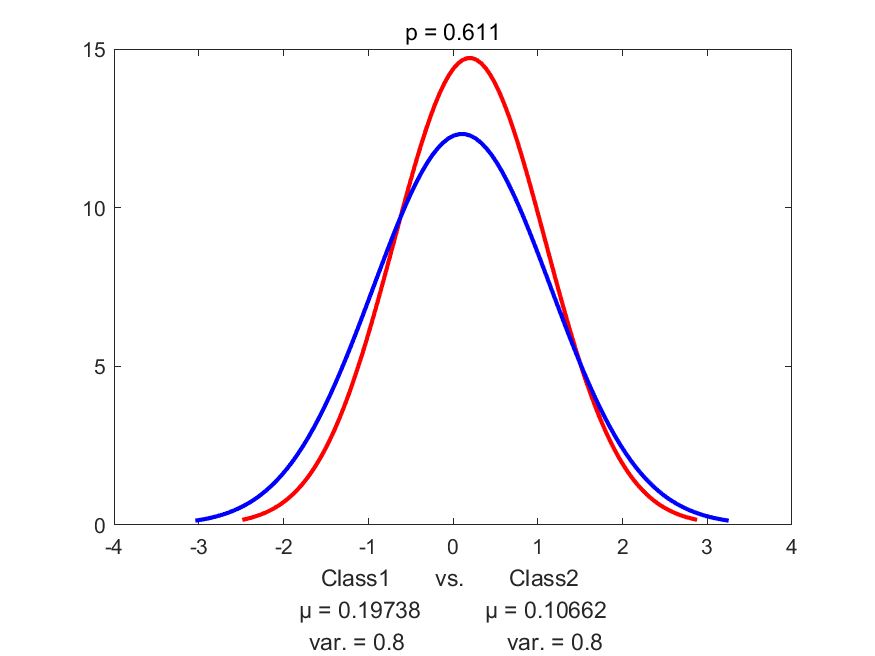 p = 0.611
15
10
5
0
-4 -3 -2 -1 0 1 2 3 4
Class1 vs. Class2
μ = 0.19738 μ = 0.10662
var. = 0.8 var. = 0.8